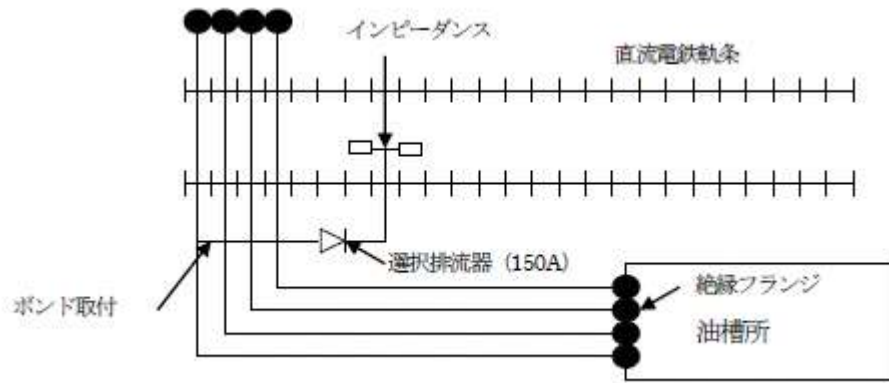 インピーダンス
直流電鉄軌条
選択排流器（150A）
ボンド取付
絶縁フランジ
油槽所